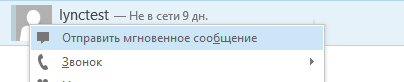 lynctest — Не в сети 9 дн.
Отправить мгновенное сообщение
Звонок